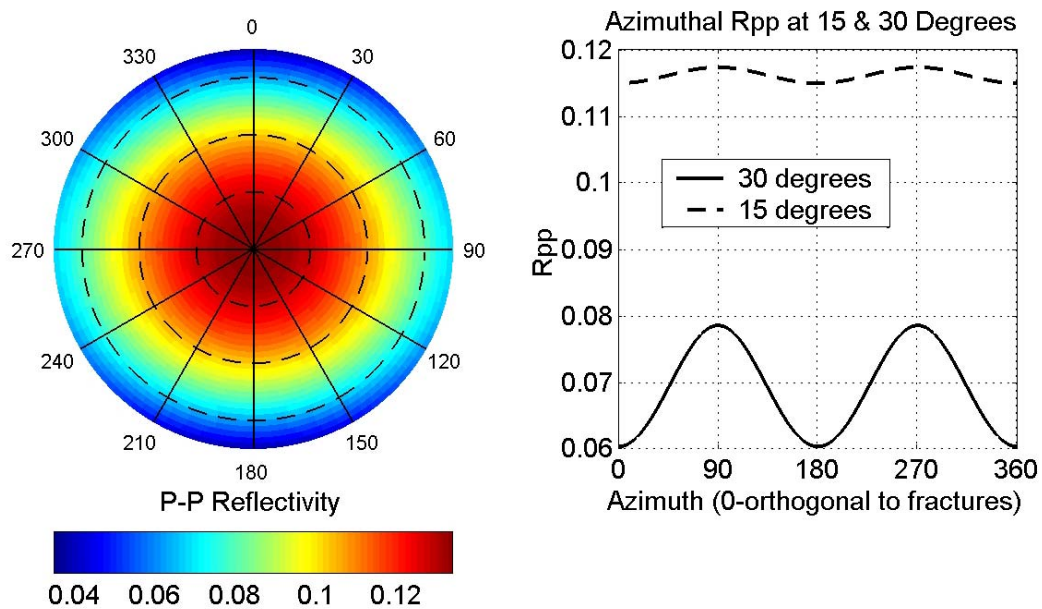 0
330
30
300
60
270
90
240
120
210
150
180
P-P Reflectivity
0.04 0.06 0.08 0.1 0.12
Azimuthal Rpp at 15 & 30 Degrees
0.12
0.11
0.1
0.09
0.08
0.07
0.06
Rpp
30 degrees
15 degrees
0 90 180 270 360
Azimuth (0-orthogonal to fractures)